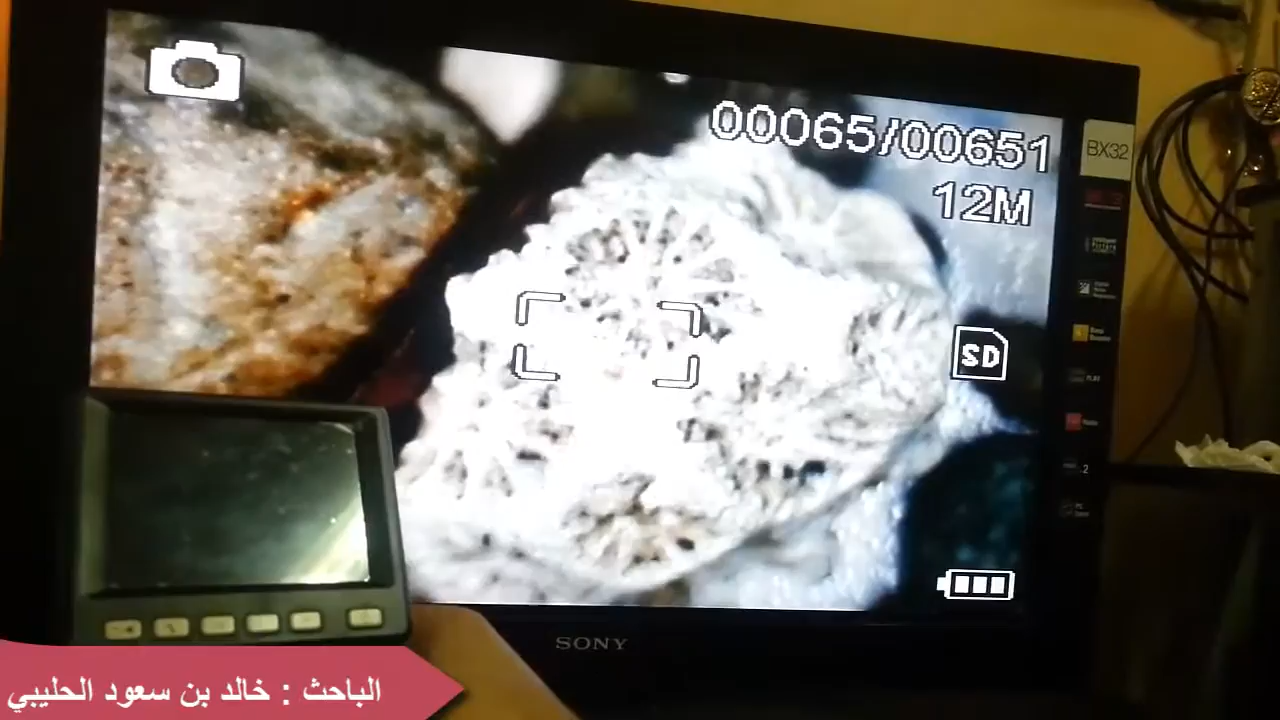 00065/00651
12M
BX32
SD
SONY
الباحث : خالد بن سعود الحليبي